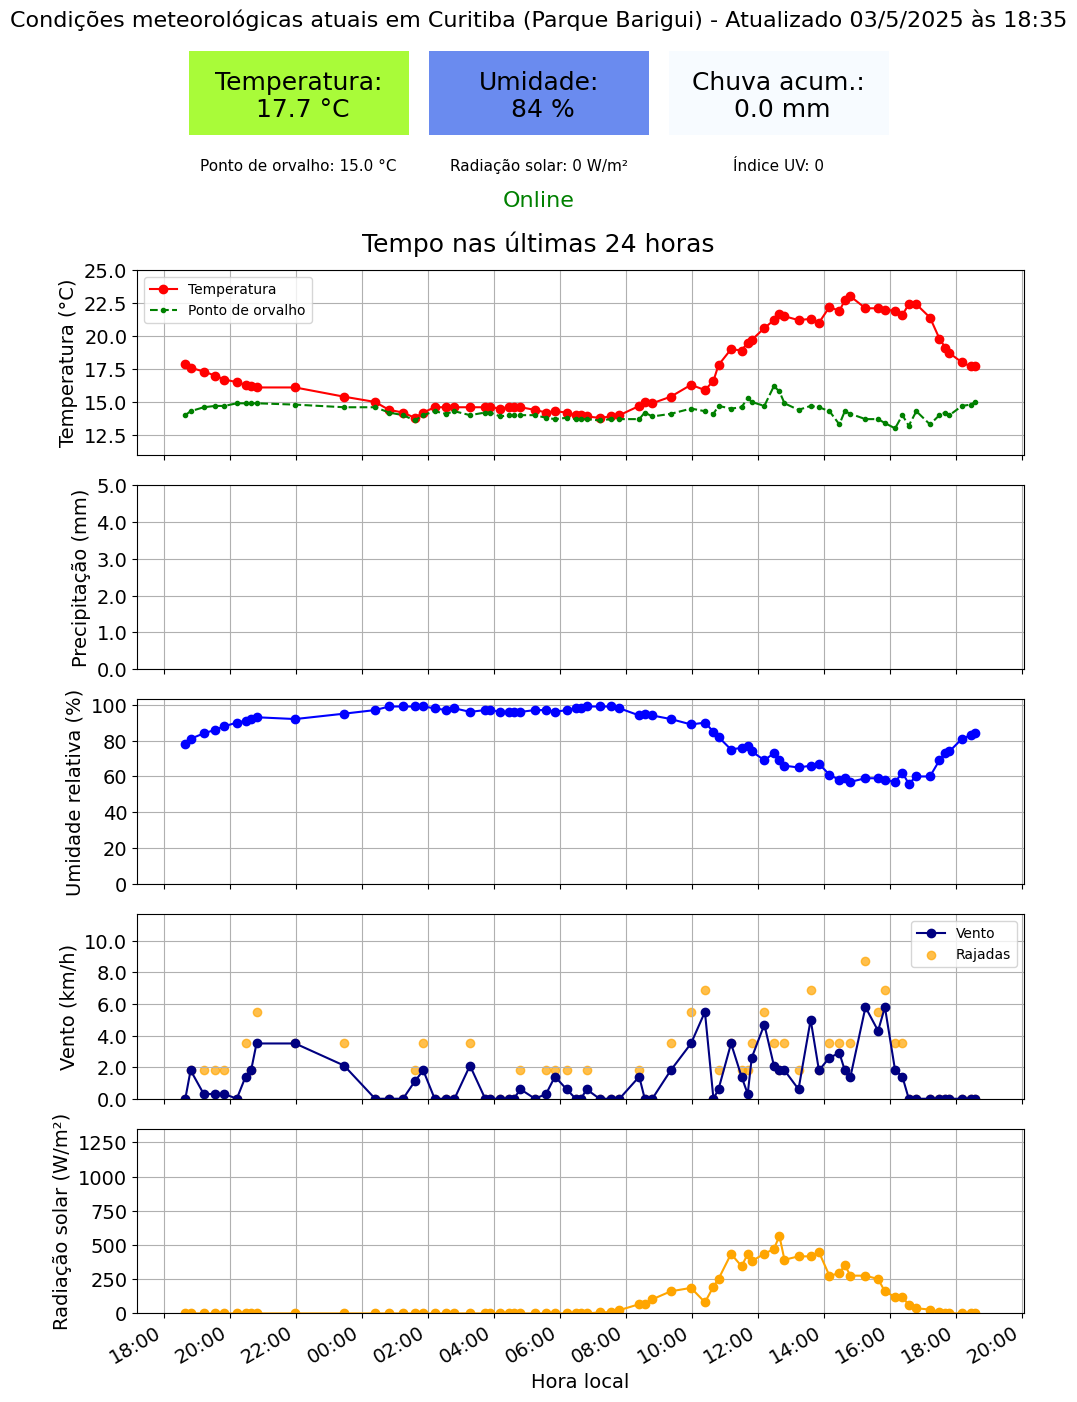 Condições meteorológicas atuais em Curitiba (Parque Barigui) - Atualizado 03/5/2025 às 18:35
Temperatura:
17.7 °C
Umidade:
84 %
Chuva acum.:
0.0 mm
Ponto de orvalho: 15.0 °C
Radiação solar: 0 W/m²
Índice UV: 0
Online
Tempo nas últimas 24 horas
Temperatura (°C)
25.0
22.5
20.0
17.5
15.0
12.5
Temperatura
Ponto de orvalho
Precipitação (mm)
5.0
4.0
3.0
2.0
1.0
0.0
Umidade relativa (%)
100
80
60
40
20
0
Vento (km/h)
10.0
8.0
6.0
4.0
2.0
0.0
Vento
Rajadas
Radiação solar (W/m²)
1250
1000
750
500
250
0
18:00
20:00
22:00
00:00
02:00
04:00
06:00
08:00
10:00
12:00
14:00
16:00
18:00
20:00
Hora local